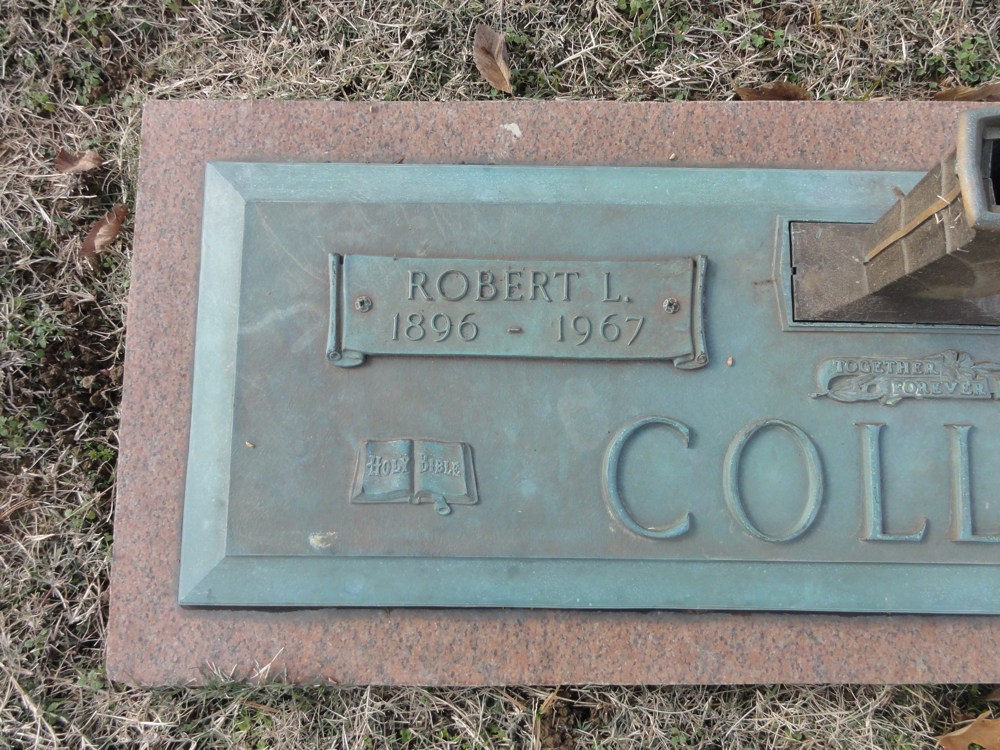 ROBERT L.
1896 - 1967
TOGETHER
FOREVER
HOLY BIBLE
COLL